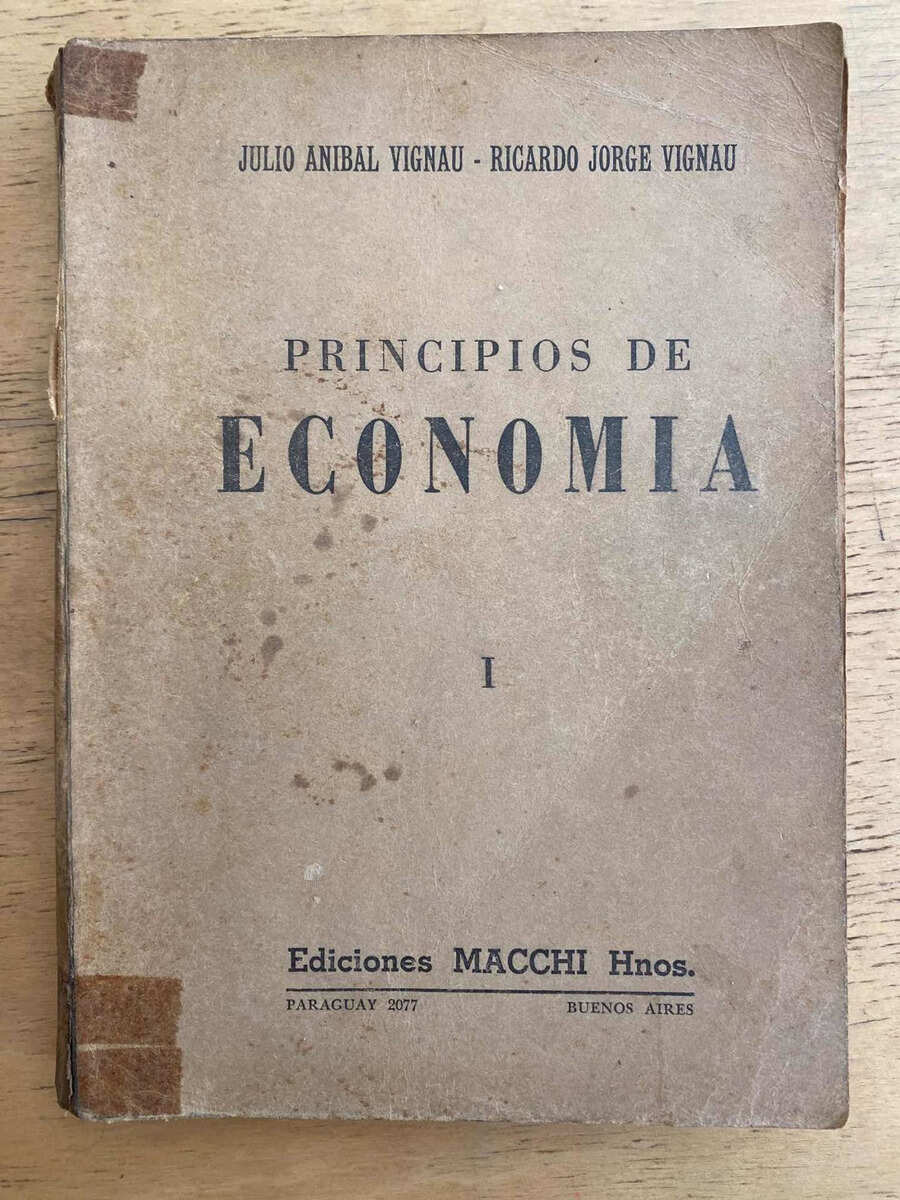 JULIO ANIBAL VIGNAU - RICARDO JORGE VIGNAU
PRINCIPIOS DE
ECONOMIA
I
Ediciones MACCHI Hnos.
PARAGUAY 2077 BUENOS AIRES